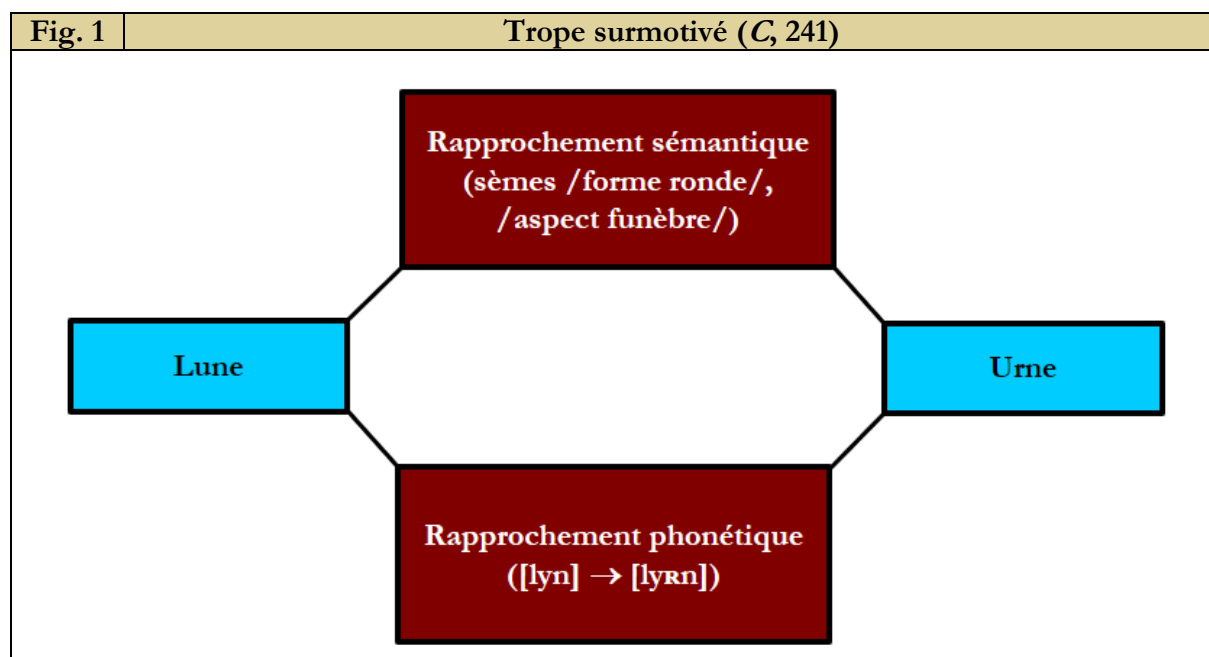 Fig. 1 Trope surmotivé (C, 241)
Rapprochement sémantique
(sèmes /forme ronde/,
/aspect funèbre/)
Lune
Urne
Rapprochement phonétique
([lyn] → [lyʀn])